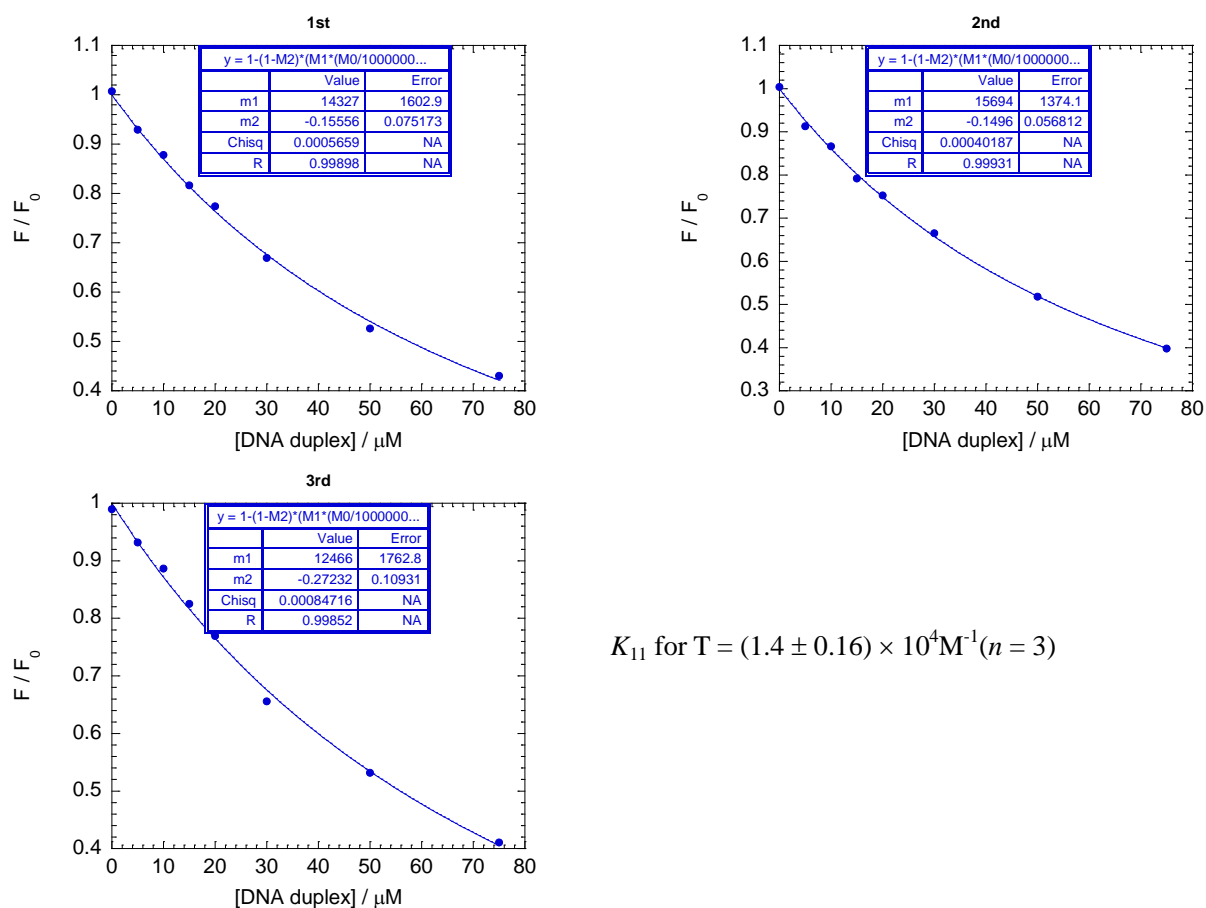 1st
y = 1-(1-M2)*(M1*(M0/1000000...
Value Error
m1 14327 1602.9
m2 -0.15556 0.075173
Chisq 0.0005659 NA
R 0.99898 NA
1.1
1
0.9
0.8
0.7
0.6
0.5
0.4
F / F0
0 10 20 30 40 50 60 70 80
[DNA duplex] / μM
2nd
y = 1-(1-M2)*(M1*(M0/1000000...
Value Error
m1 15694 1374.1
m2 -0.1496 0.056812
Chisq 0.00040187 NA
R 0.99931 NA
1.1
1
0.9
0.8
0.7
0.6
0.5
0.4
0.3
F / F0
0 10 20 30 40 50 60 70 80
[DNA duplex] / μM
3rd
y = 1-(1-M2)*(M1*(M0/1000000...
Value Error
m1 12466 1762.8
m2 -0.27232 0.10931
Chisq 0.00084716 NA
R 0.99852 NA
1
0.9
0.8
0.7
0.6
0.5
0.4
F / F0
0 10 20 30 40 50 60 70 80
[DNA duplex] / μM
K11 for T = (1.4 ± 0.16) × 10^4M^-1(n = 3)